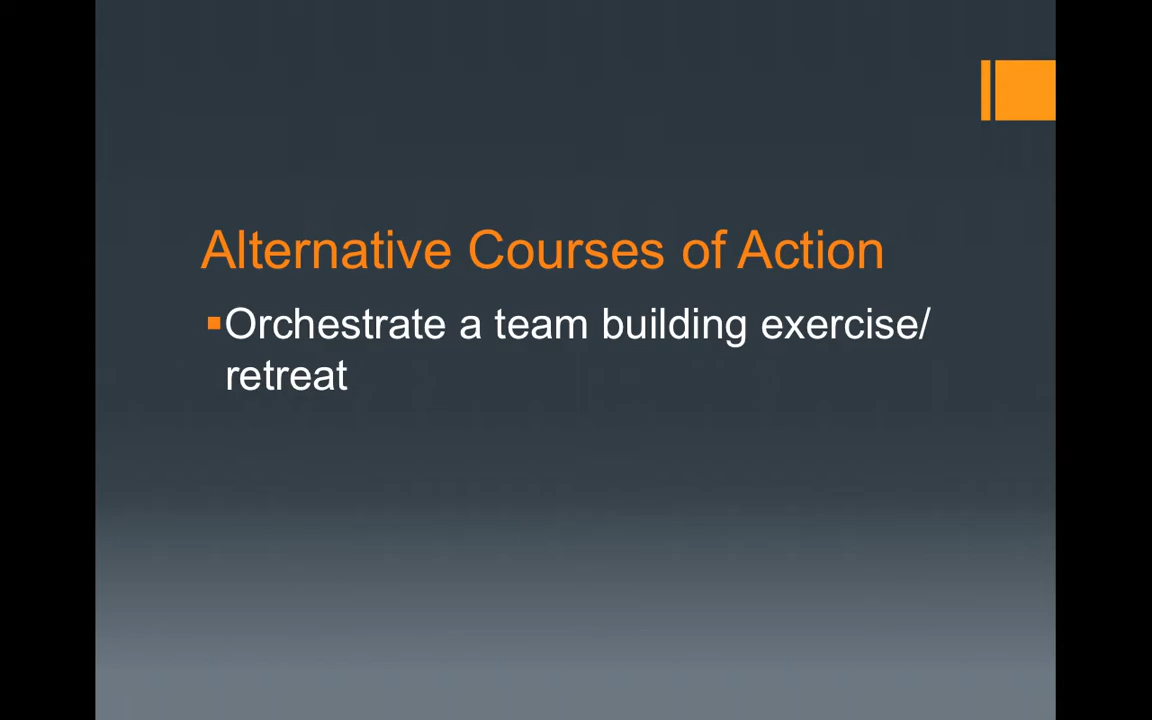 Alternative Courses of Action
▪Orchestrate a team building exercise/
retreat